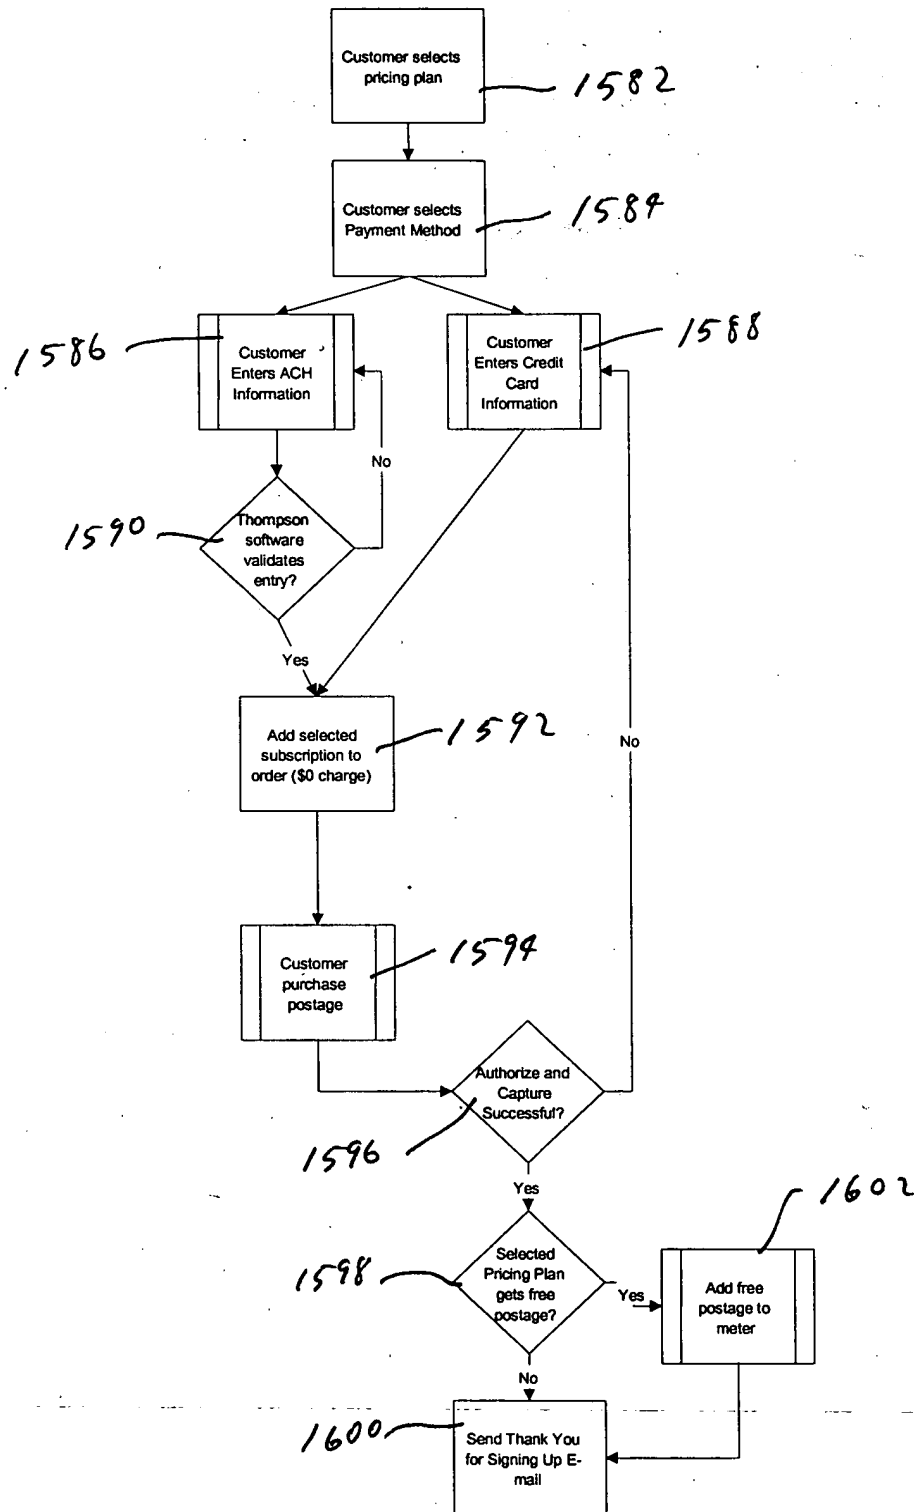 Customer selects
pricing plan
1582
Customer selects
Payment Method
1584
1586
Customer
Enters ACH
Information
Customer
Enters Credit
Card
Information
1588
No
1590
Thompson
software
validates
entry?
Yes
Add selected
subscription to
order ($0 charge)
1592
No
Customer
purchase
postage
1594
Authorize and
Capture
Successful?
1596
Yes
1602
Selected
Pricing Plan
gets free
postage?
1598
Yes
Add free
postage to
meter
No
1600
Send Thank You
for Signing Up E-
mail